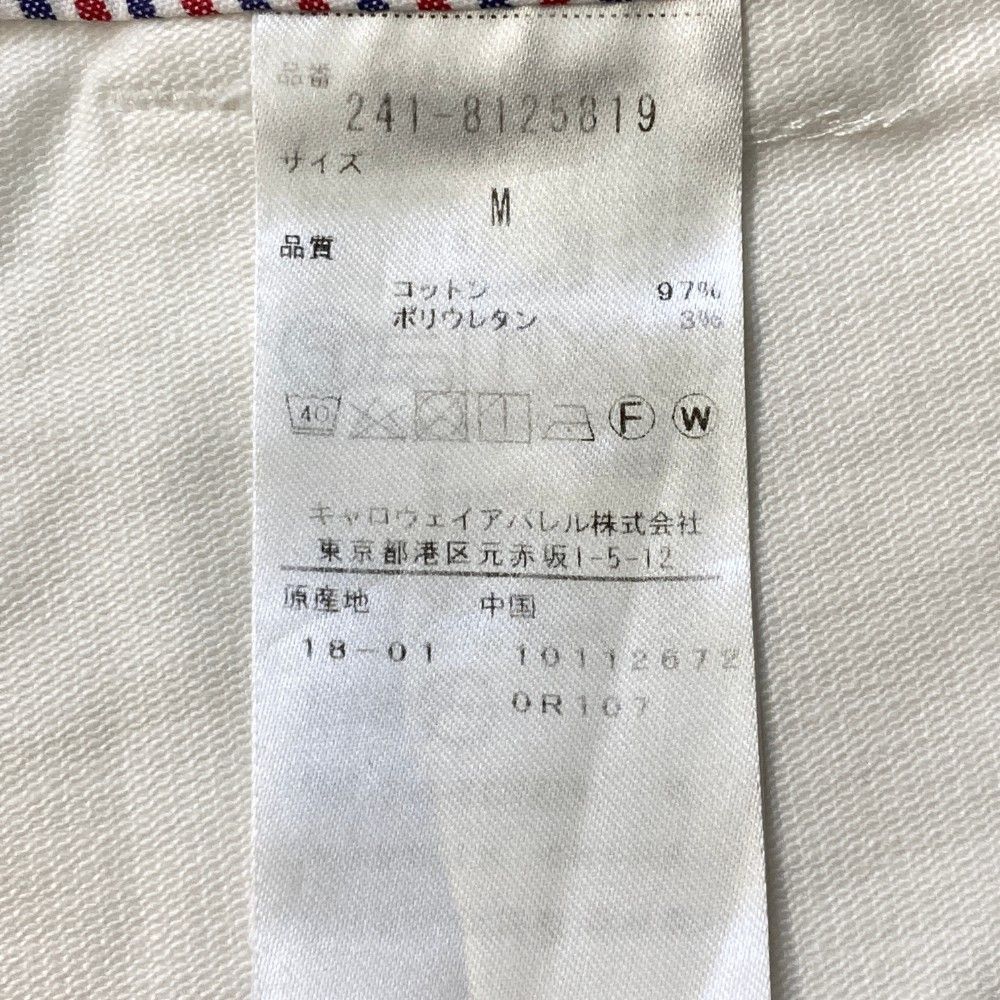 品番
241-8125819
サイズ
M
品質
コットン 97%
ポリウレタン 3%
40 F W
キャロウェイアパレル株式会社
東京都港区元赤坂1-5-12
原産地 中国
18-01 10112672
0R107